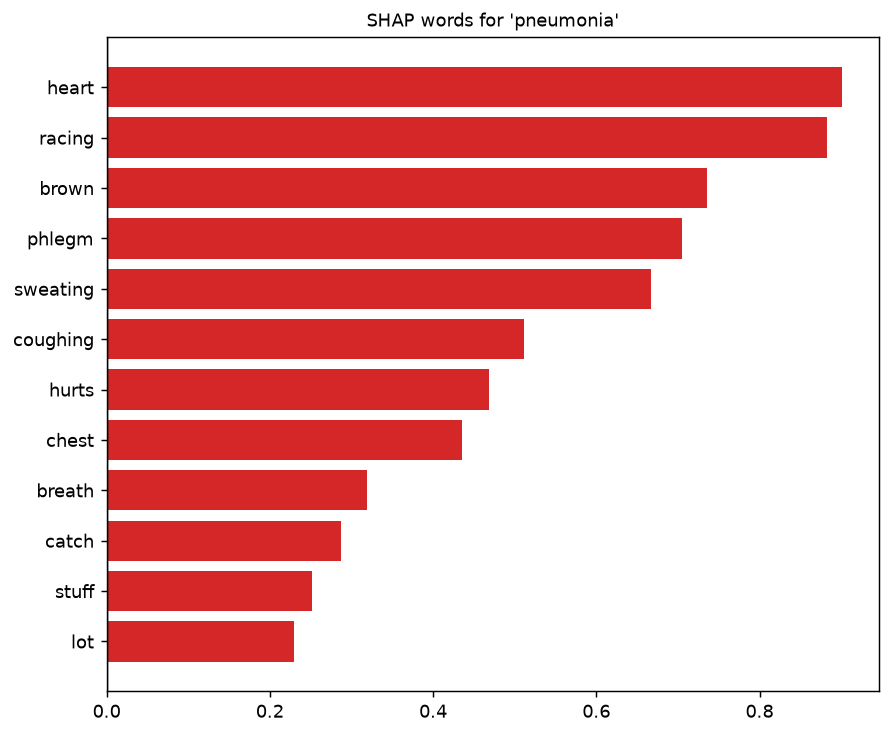 SHAP words for 'pneumonia'
heart
racing
brown
phlegm
sweating
coughing
hurts
chest
breath
catch
stuff
lot
0.0 0.2 0.4 0.6 0.8